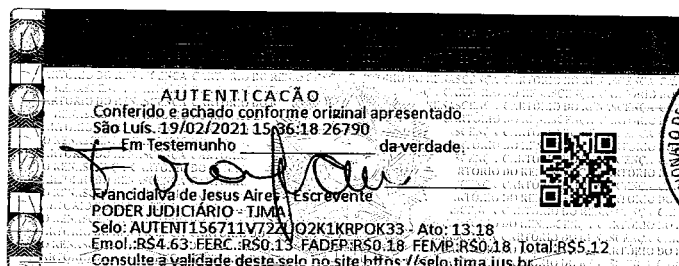 AUTENTICAÇÃO
Conferido e achado conforme original apresentado
São Luís. 19/02/2021 15:36:18 26790
Em Testemunho ____________ da verdade.
Francidalva de Jesus Aires - Escrevente
PODER JUDICIÁRIO - TJMA
Selo: AUTENT156711V72ZUO2K1KRPOK33 - Ato: 13.18
Emol.:R$4.63 FERC.:R$0.13 FADEP:R$0.18 FEMP:R$0.18 Total:R$5,12
Consulte a validade deste selo no site https://selo.tjma.jus.br